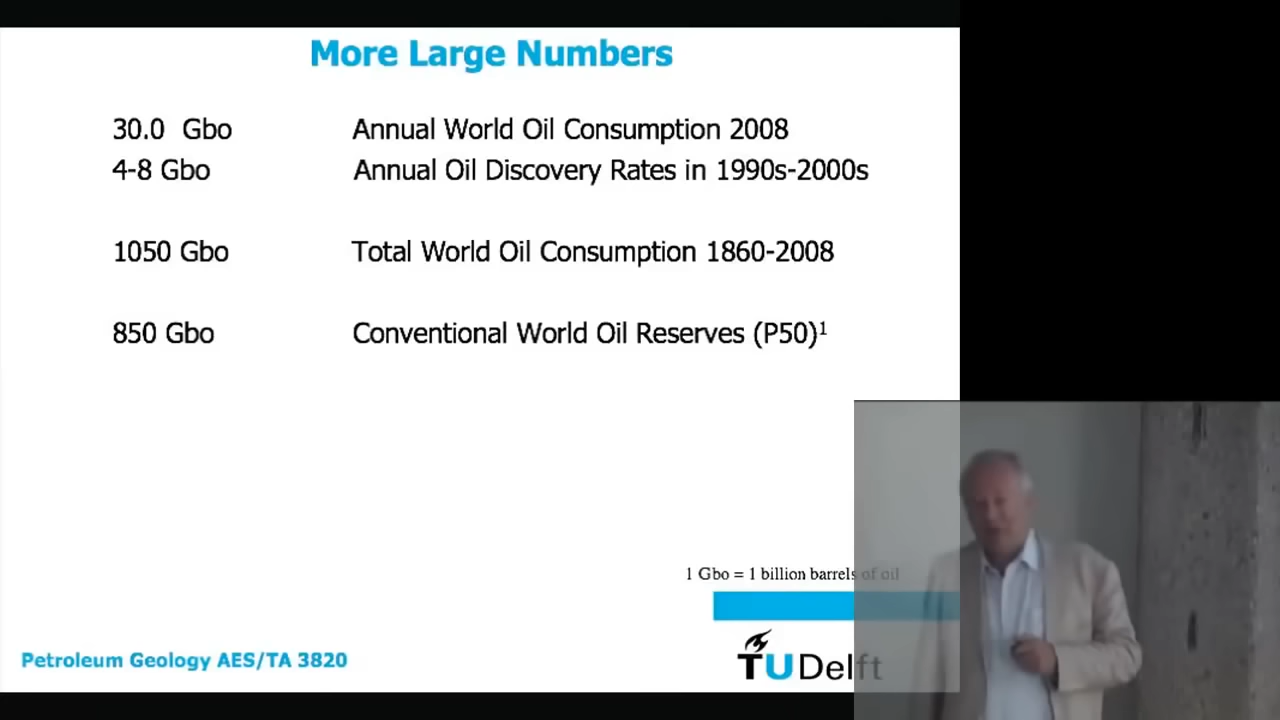 More Large Numbers
30.0 Gbo Annual World Oil Consumption 2008
4-8 Gbo Annual Oil Discovery Rates in 1990s-2000s
1050 Gbo Total World Oil Consumption 1860-2008
850 Gbo Conventional World Oil Reserves (P50)¹
1 Gbo = 1 billion barrels of oil
Petroleum Geology AES/TA 3820
TUDelft